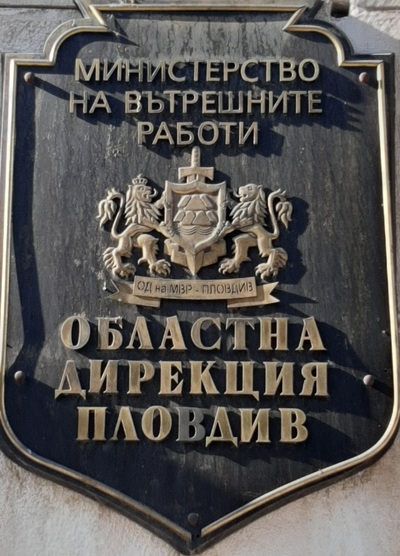 МИНИСТЕРСТВО
НА ВЪТРЕШНИТЕ
РАБОТИ
ОД на МВР - ПЛОВДИВ
ОБЛАСТНА
ДИРЕКЦИЯ
ПЛОВДИВ